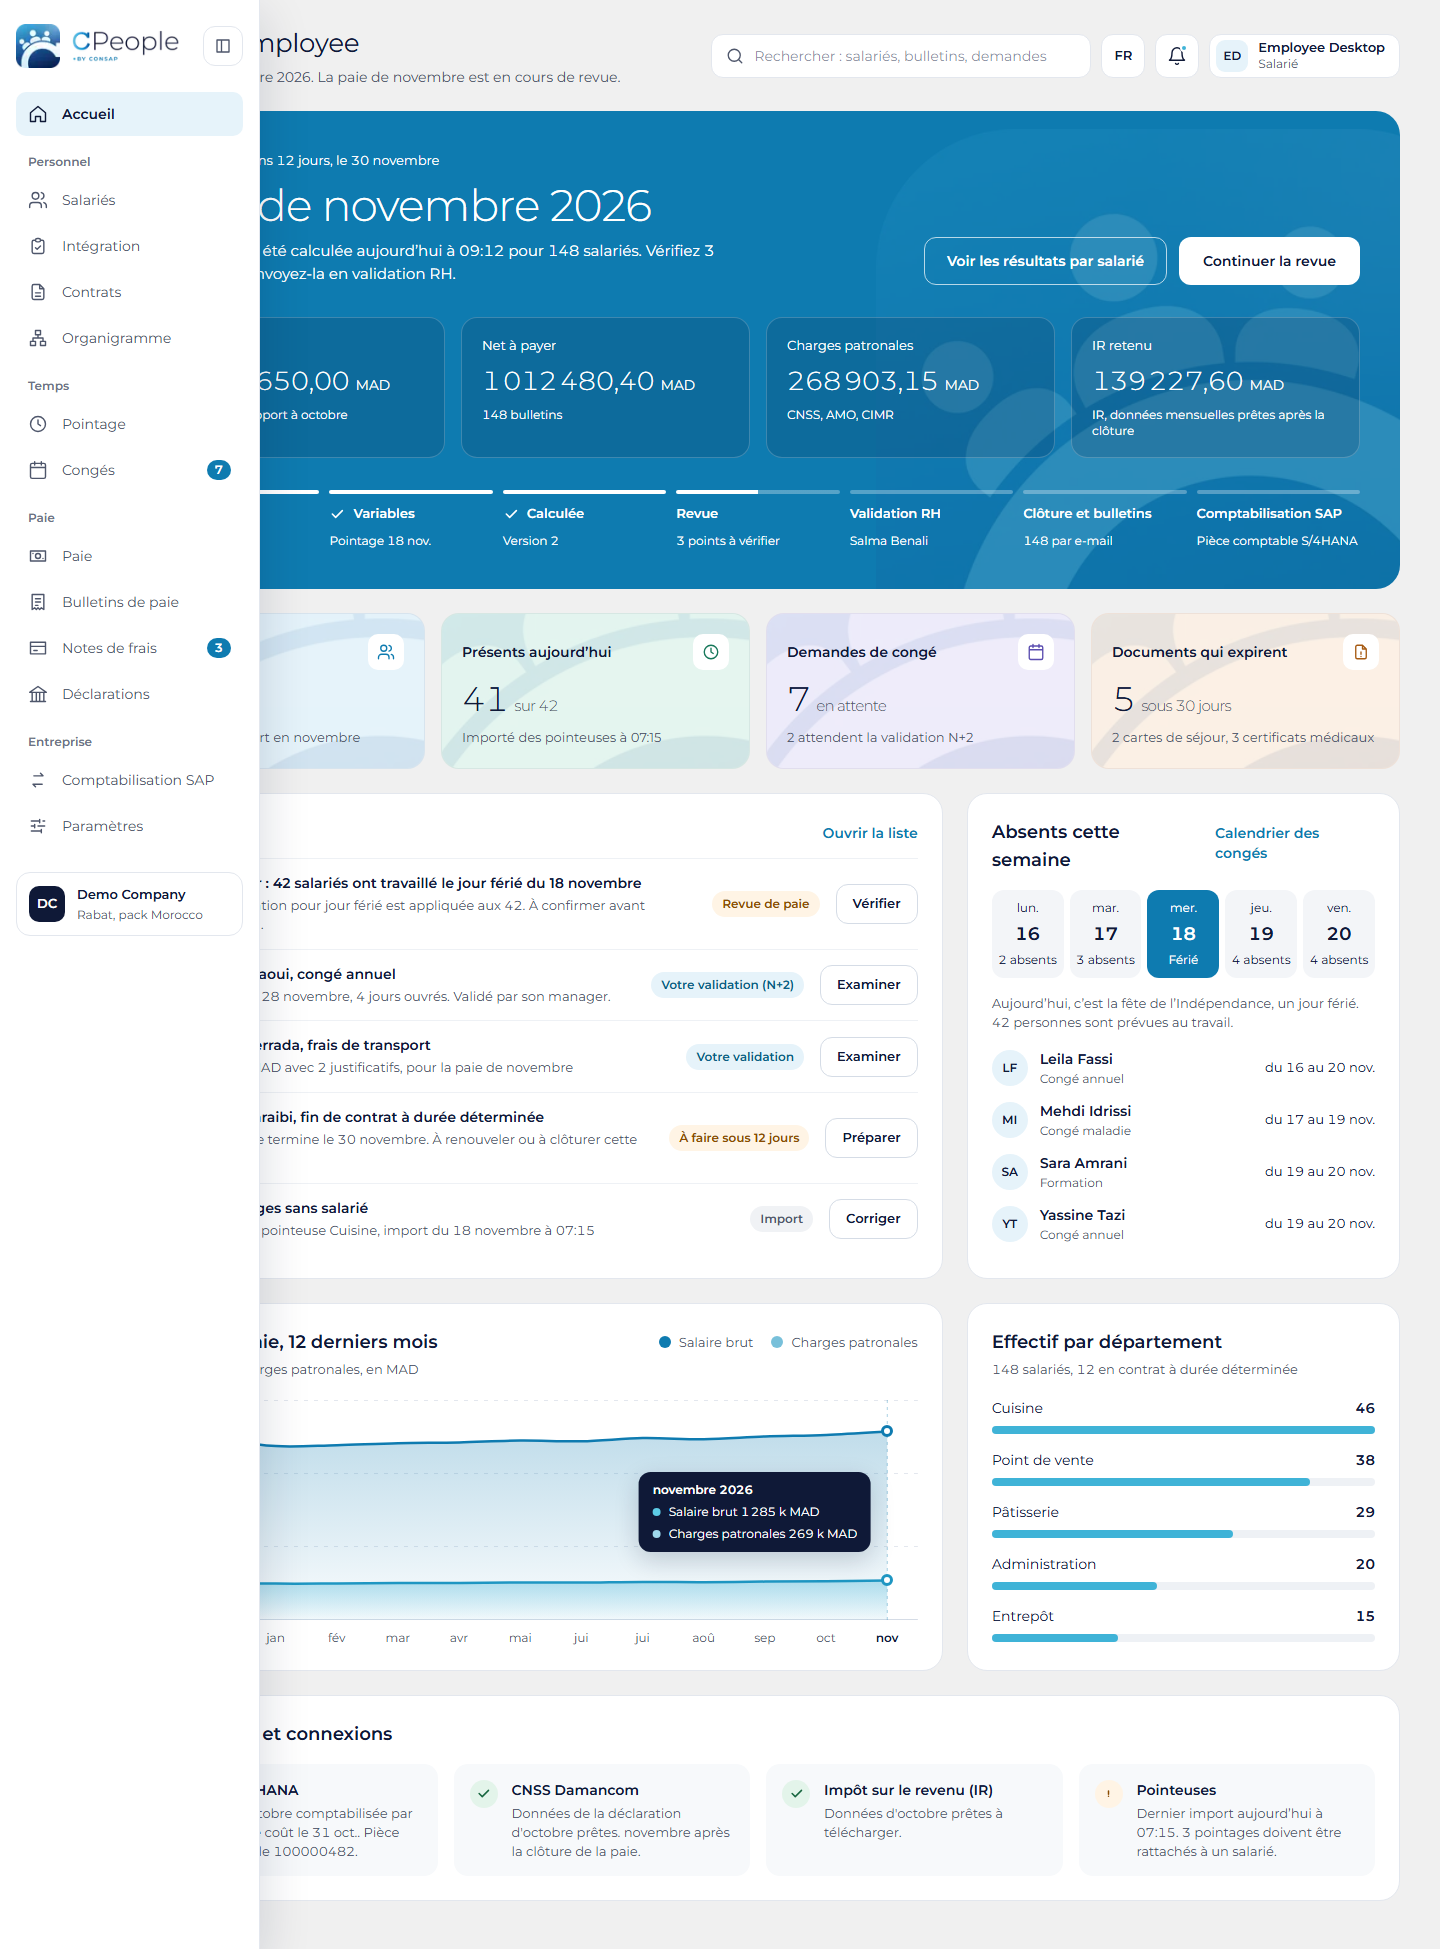 CPeople
BY CONSAP
Accueil
Personnel
Salariés
Intégration
Contrats
Organigramme
Temps
Pointage
Congés
7
Paie
Paie
Bulletins de paie
Notes de frais
3
Déclarations
Entreprise
Comptabilisation SAP
Paramètres
DC
Demo Company
Rabat, pack Morocco
mployee
re 2026. La paie de novembre est en cours de revue.
Rechercher : salariés, bulletins, demandes
FR
ED
Employee Desktop
Salarié
ns 12 jours, le 30 novembre
de novembre 2026
été calculée aujourd’hui à 09:12 pour 148 salariés. Vérifiez 3
nvoyez-la en validation RH.
Voir les résultats par salarié
Continuer la revue
650,00 MAD
pport à octobre
Net à payer
1 012 480,40 MAD
148 bulletins
Charges patronales
268 903,15 MAD
CNSS, AMO, CIMR
IR retenu
139 227,60 MAD
IR, données mensuelles prêtes après la
clôture
Variables
Pointage 18 nov.
Calculée
Version 2
Revue
3 points à vérifier
Validation RH
Salma Benali
Clôture et bulletins
148 par e-mail
Comptabilisation SAP
Pièce comptable S/4HANA
rt en novembre
Présents aujourd’hui
41 sur 42
Importé des pointeuses à 07:15
Demandes de congé
7 en attente
2 attendent la validation N+2
Documents qui expirent
5 sous 30 jours
2 cartes de séjour, 3 certificats médicaux
Ouvrir la liste
r : 42 salariés ont travaillé le jour férié du 18 novembre
tion pour jour férié est appliquée aux 42. À confirmer avant
.
Revue de paie
Vérifier
aoui, congé annuel
28 novembre, 4 jours ouvrés. Validé par son manager.
Votre validation (N+2)
Examiner
errada, frais de transport
AD avec 2 justificatifs, pour la paie de novembre
Votre validation
Examiner
araibi, fin de contrat à durée déterminée
e termine le 30 novembre. À renouveler ou à clôturer cette
À faire sous 12 jours
Préparer
ges sans salarié
pointeuse Cuisine, import du 18 novembre à 07:15
Import
Corriger
Absents cette
semaine
Calendrier des
congés
lun.
16
2 absents
mar.
17
3 absents
mer.
18
Férié
jeu.
19
4 absents
ven.
20
4 absents
Aujourd’hui, c’est la fête de l’Indépendance, un jour férié.
42 personnes sont prévues au travail.
LF
Leila Fassi
Congé annuel
du 16 au 20 nov.
MI
Mehdi Idrissi
Congé maladie
du 17 au 19 nov.
SA
Sara Amrani
Formation
du 19 au 20 nov.
YT
Yassine Tazi
Congé annuel
du 19 au 20 nov.
aie, 12 derniers mois
rges patronales, en MAD
Salaire brut
Charges patronales
novembre 2026
Salaire brut 1 285 k MAD
Charges patronales 269 k MAD
jan
fév
mar
avr
mai
jui
jui
aoû
sep
oct
nov
Effectif par département
148 salariés, 12 en contrat à durée déterminée
Cuisine
46
Point de vente
38
Pâtisserie
29
Administration
20
Entrepôt
15
et connexions
HANA
tobre comptabilisée par
coût le 31 oct.. Pièce
le 100000482.
CNSS Damancom
Données de la déclaration
d'octobre prêtes. novembre après
la clôture de la paie.
Impôt sur le revenu (IR)
Données d'octobre prêtes à
télécharger.
!
Pointeuses
Dernier import aujourd’hui à
07:15. 3 pointages doivent être
rattachés à un salarié.